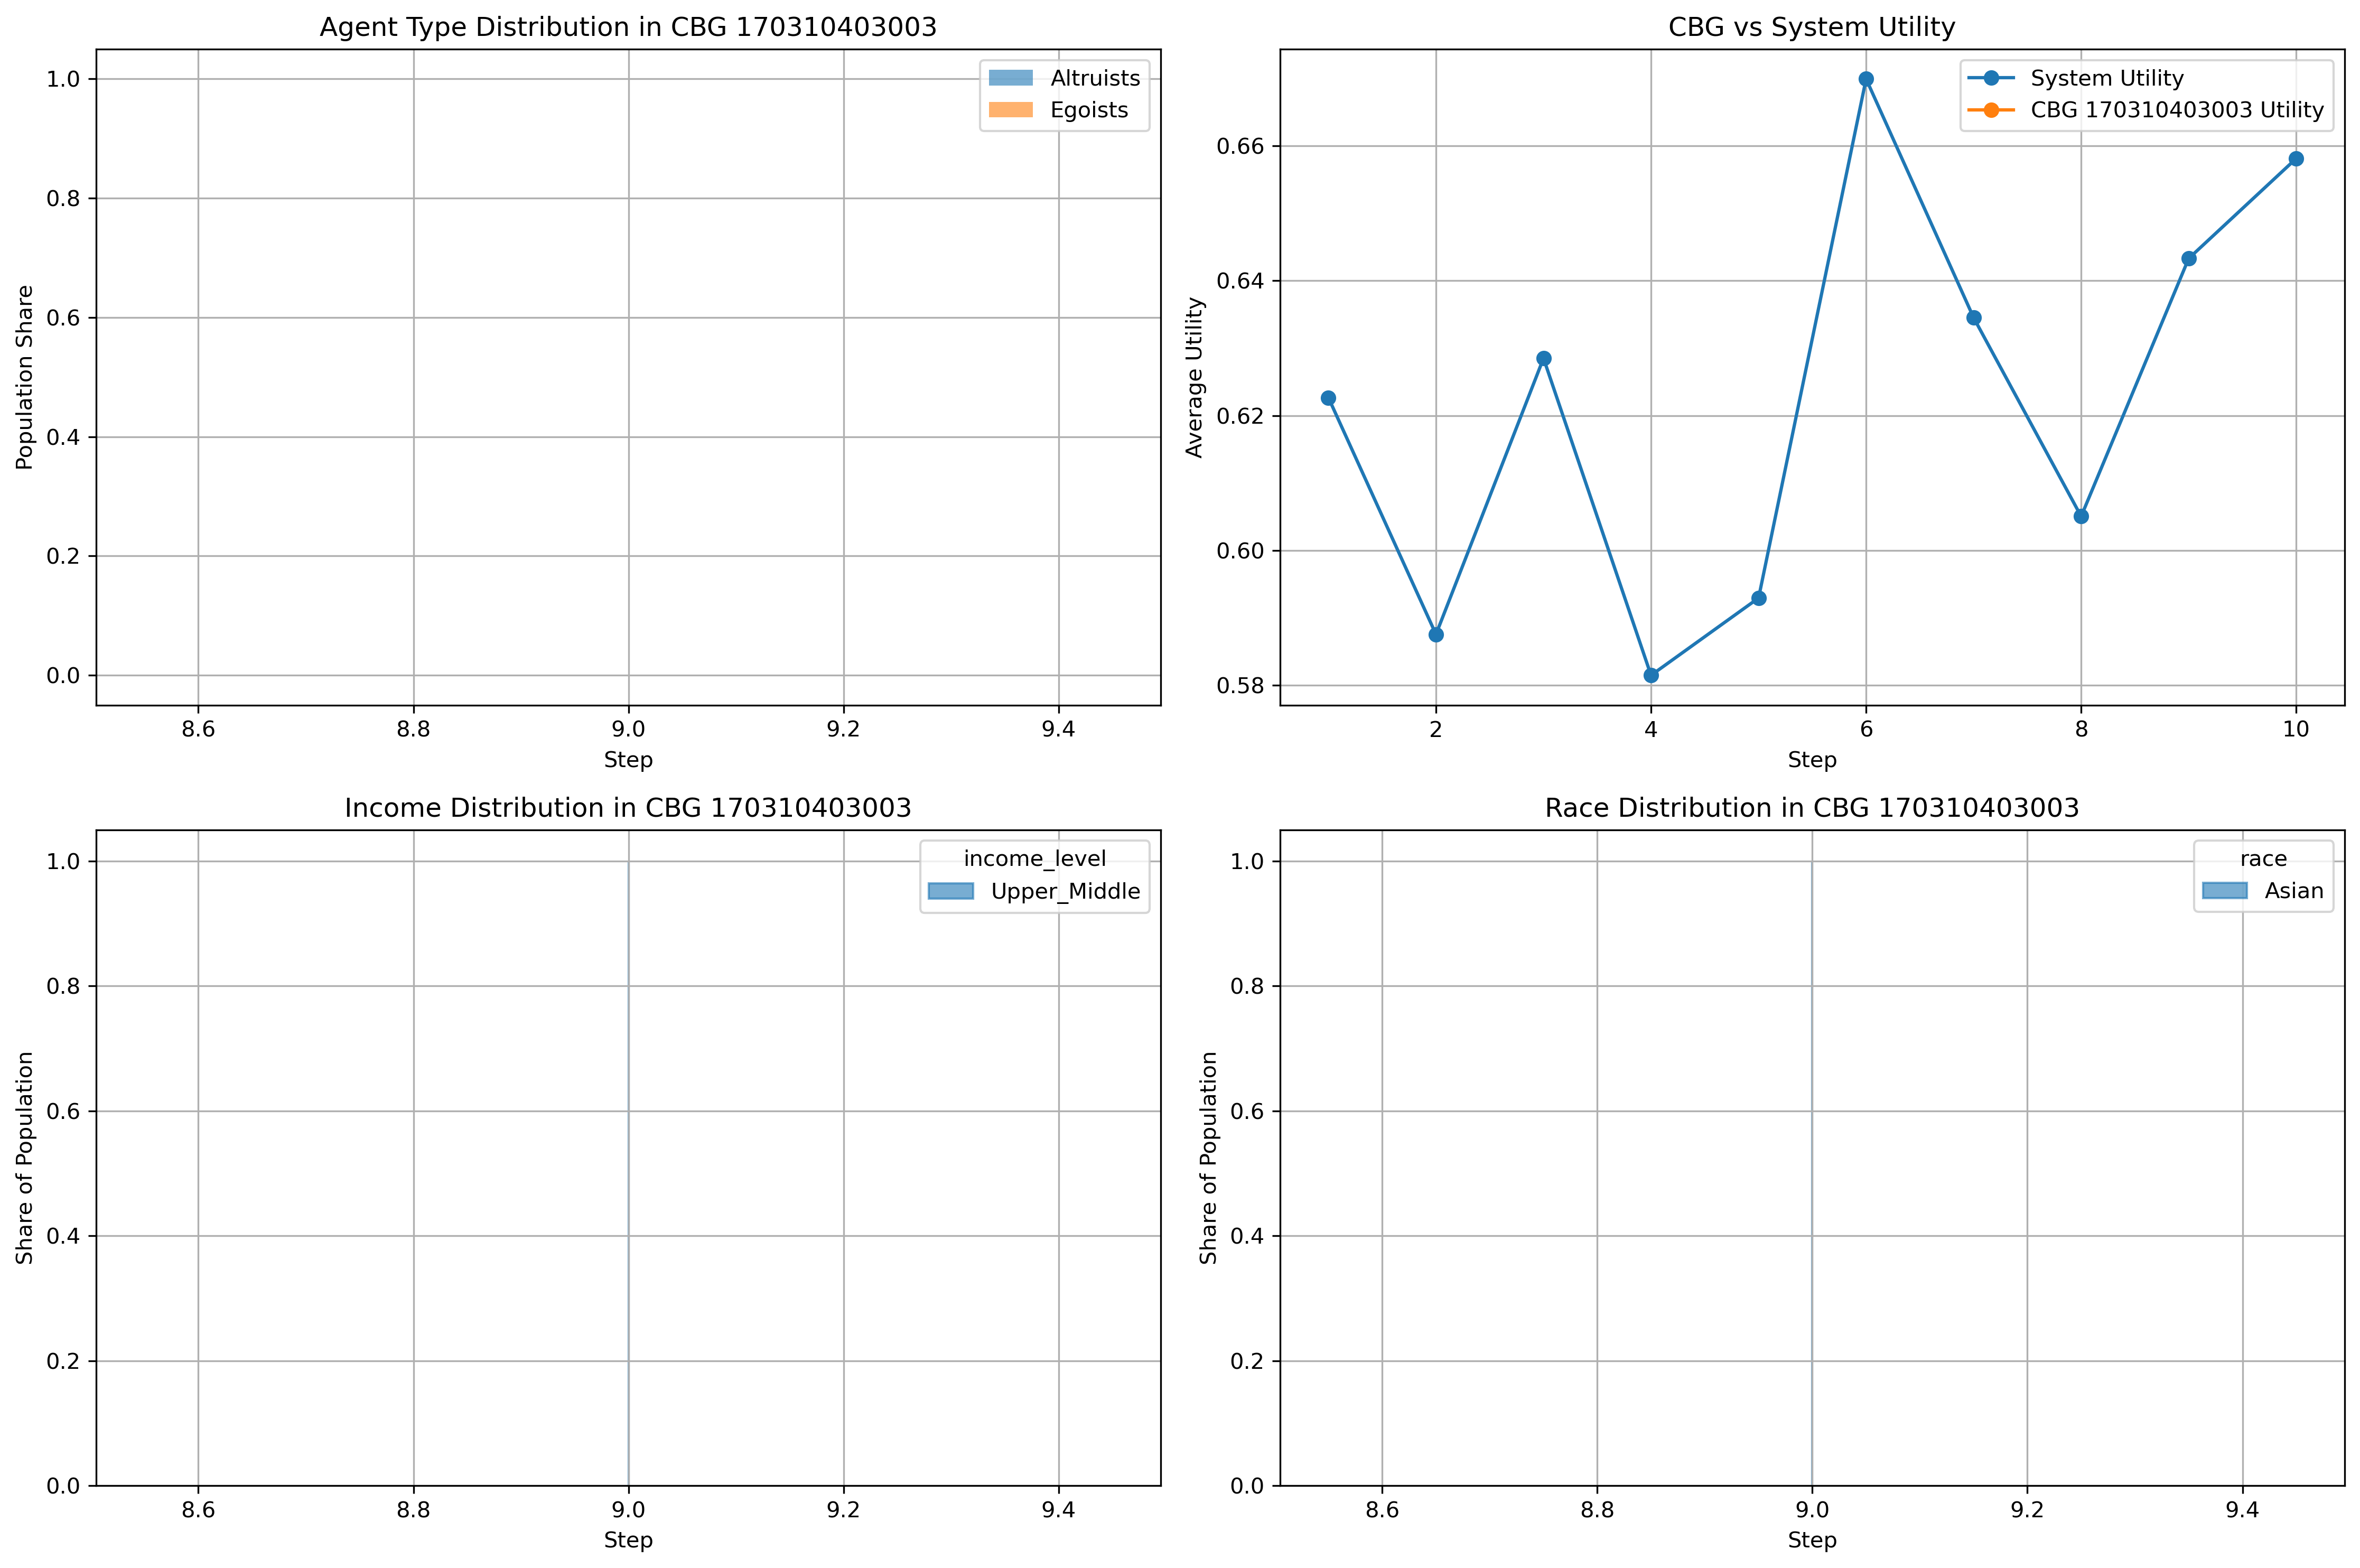 Agent Type Distribution in CBG 170310403003
1.0
0.8
0.6
0.4
0.2
0.0
Population Share
8.6
8.8
9.0
9.2
9.4
Step
Altruists
Egoists
CBG vs System Utility
0.66
0.64
0.62
0.60
0.58
Average Utility
2
4
6
8
10
Step
System Utility
CBG 170310403003 Utility
Income Distribution in CBG 170310403003
1.0
0.8
0.6
0.4
0.2
0.0
Share of Population
8.6
8.8
9.0
9.2
9.4
Step
income_level
Upper_Middle
Race Distribution in CBG 170310403003
1.0
0.8
0.6
0.4
0.2
0.0
Share of Population
8.6
8.8
9.0
9.2
9.4
Step
race
Asian